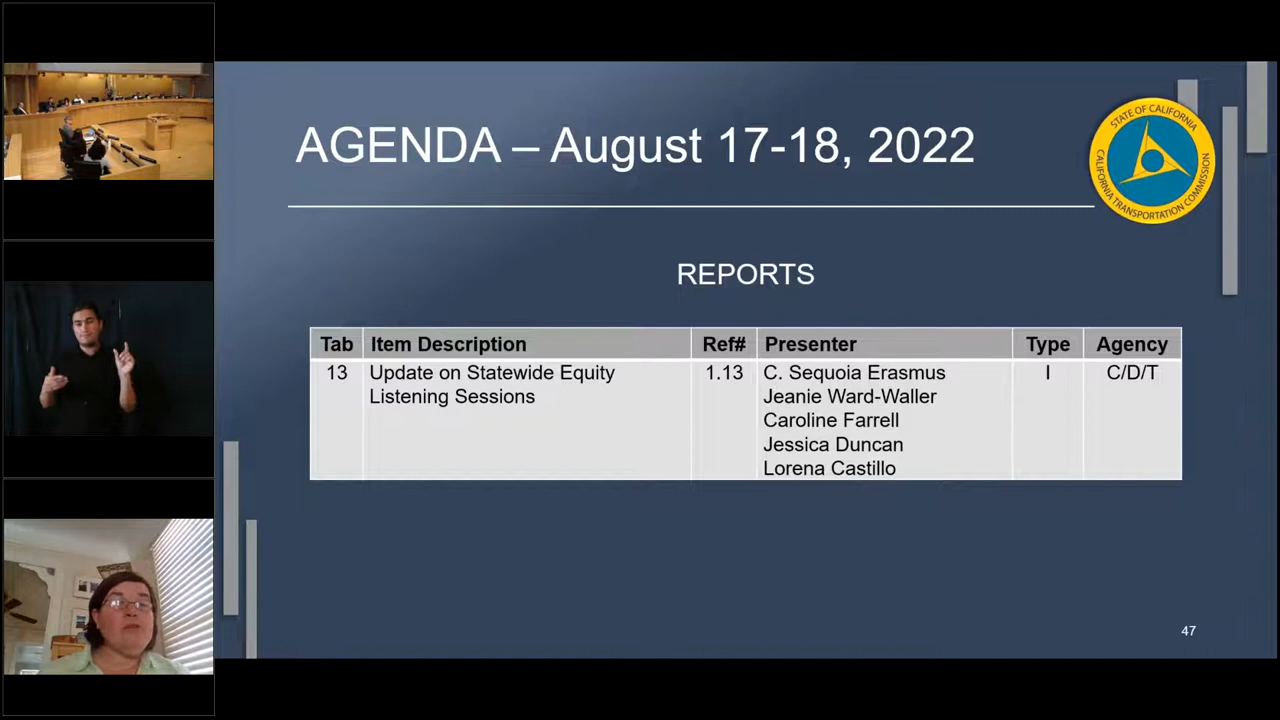 AGENDA – August 17-18, 2022
STATE OF CALIFORNIA
CALIFORNIA TRANSPORTATION COMMISSION
REPORTS
Tab Item Description Ref# Presenter Type Agency
13 Update on Statewide Equity 1.13 C. Sequoia Erasmus I C/D/T
Listening Sessions Jeanie Ward-Waller
Caroline Farrell
Jessica Duncan
Lorena Castillo
47